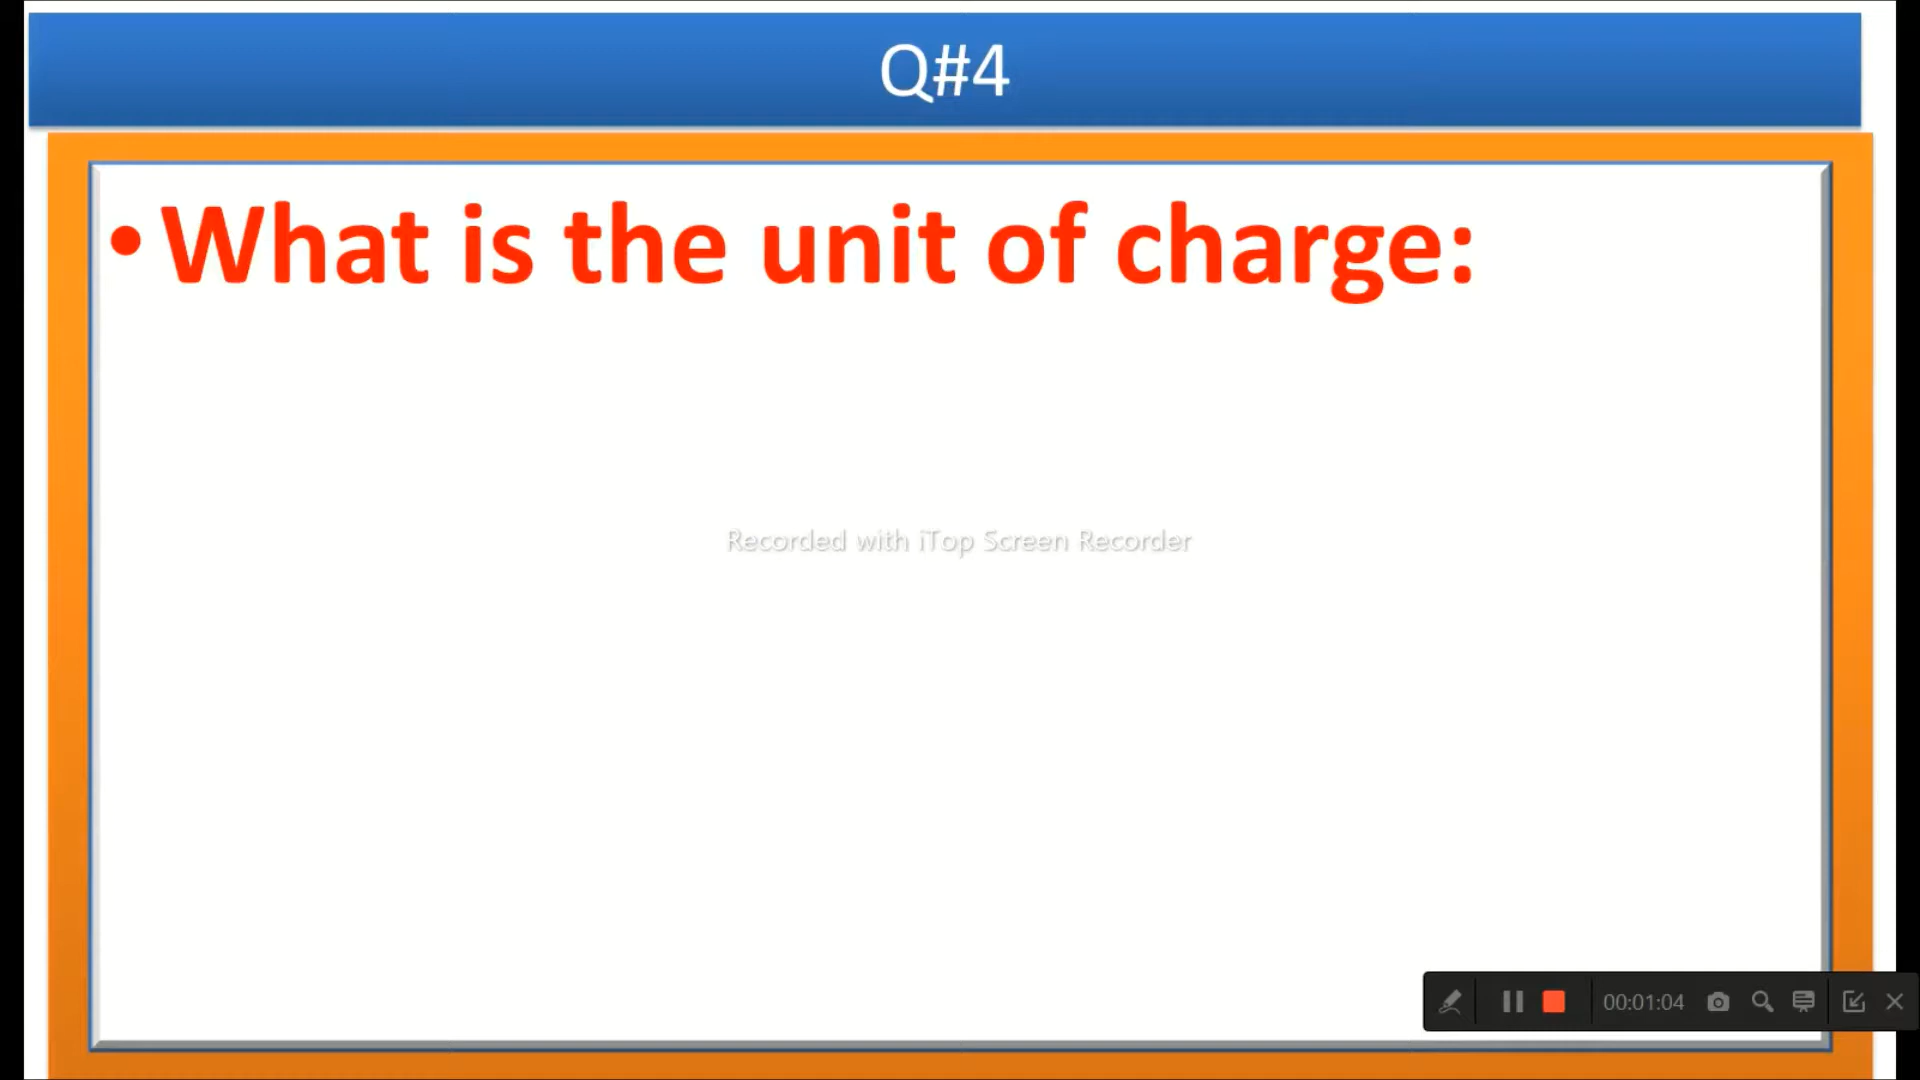 Q#4
• What is the unit of charge:
Recorded with iTop Screen Recorder
00:01:04